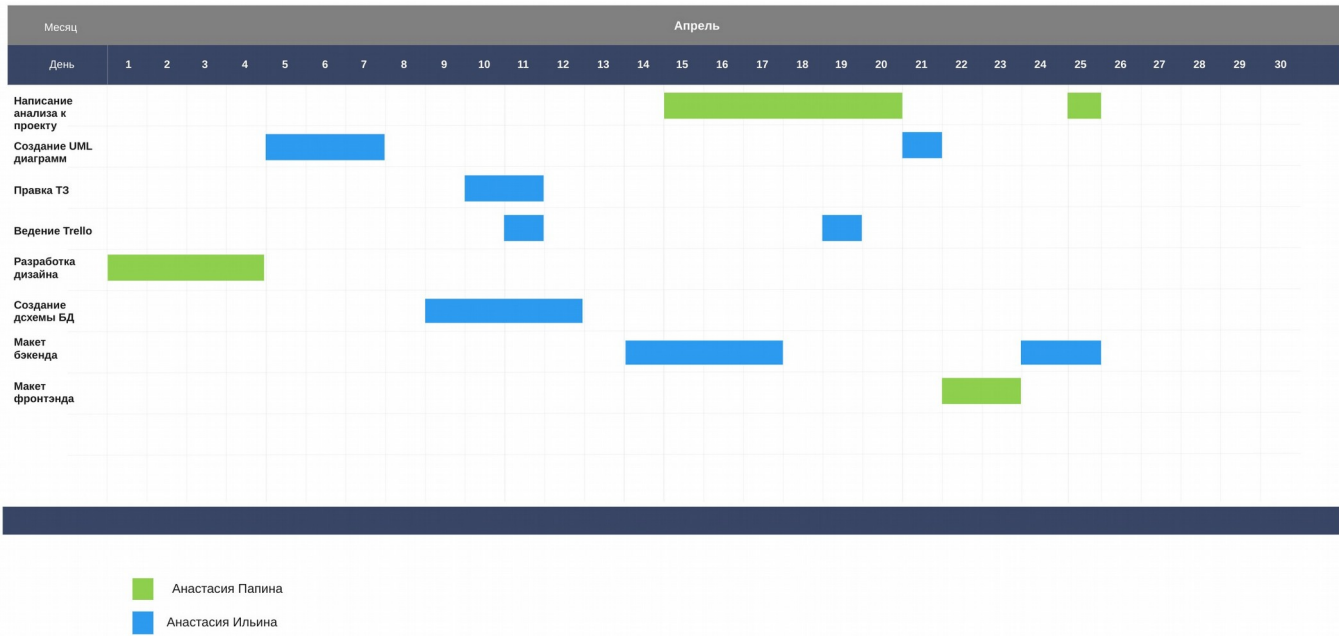 Месяц
Апрель
День 1 2 3 4 5 6 7 8 9 10 11 12 13 14 15 16 17 18 19 20 21 22 23 24 25 26 27 28 29 30
Написание
анализа к
проекту
Создание UML
диаграмм
Правка ТЗ
Ведение Trello
Разработка
дизайна
Создание
дсхемы БД
Макет
бэкенда
Макет
фронтэнда
Анастасия Папина
Анастасия Ильина